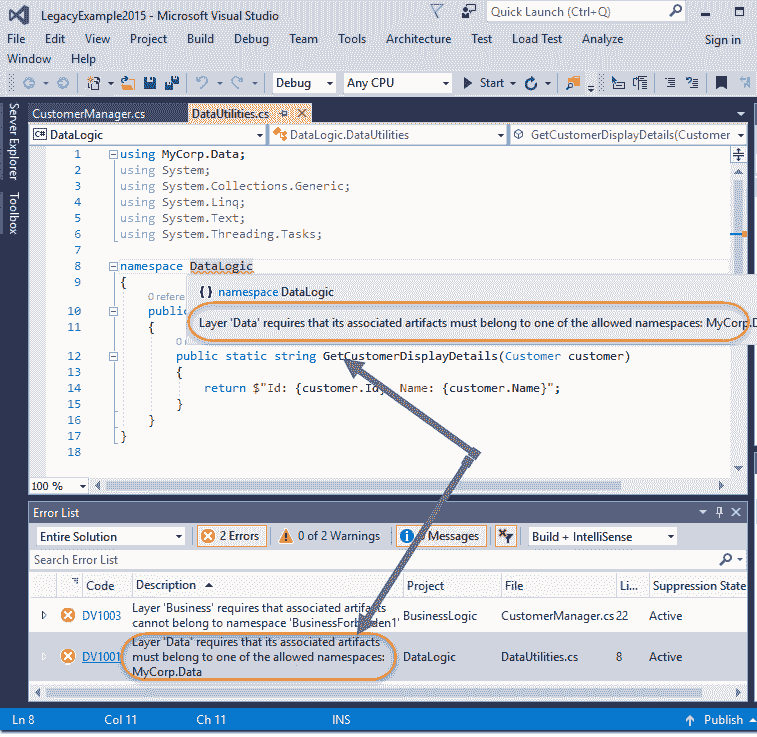 LegacyExample2015 - Microsoft Visual Studio
Quick Launch (Ctrl+Q)
File Edit View Project Build Debug Team Tools Architecture Test Load Test Analyze
Sign in
Window Help
Debug Any CPU Start
Server Explorer
Toolbox
CustomerManager.cs DataUtilities.cs
C# DataLogic DataLogic.DataUtilities GetCustomerDisplayDetails(Customer
1 using MyCorp.Data;
2 using System;
3 using System.Collections.Generic;
4 using System.Linq;
5 using System.Text;
6 using System.Threading.Tasks;
7
8 namespace DataLogic
9 {
{ } namespace DataLogic
0 refere
10 public
Layer 'Data' requires that its associated artifacts must belong to one of the allowed namespaces: MyCorp.D
11 {
0
12 public static string GetCustomerDisplayDetails(Customer customer)
13 {
14 return $"Id: {customer.Id} Name: {customer.Name}";
15 }
16 }
17 }
18
100 %
Error List
Entire Solution 2 Errors 0 of 2 Warnings Messages Build + IntelliSense
Search Error List
Code Description Project File Li... Suppression State
DV1003 Layer 'Business' requires that associated artifacts cannot belong to namespace 'BusinessForbidden1' BusinessLogic CustomerManager.cs 22 Active
DV1001 Layer 'Data' requires that its associated artifacts must belong to one of the allowed namespaces: MyCorp.Data DataLogic DataUtilities.cs 8 Active
Ln 8 Col 11 Ch 11 INS Publish